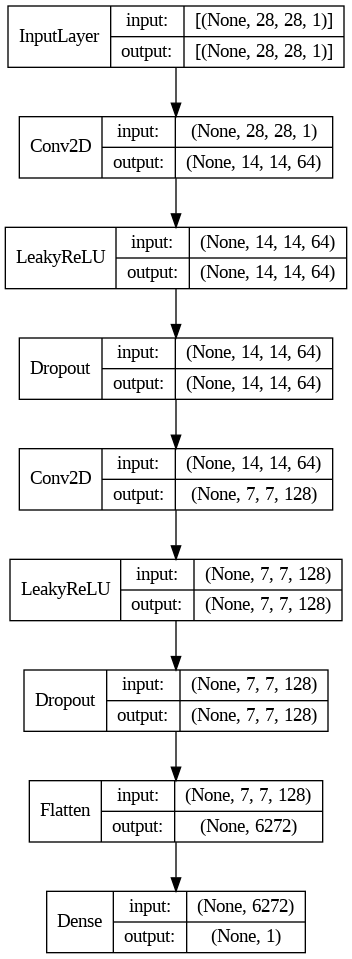 InputLayer
input: [(None, 28, 28, 1)]
output: [(None, 28, 28, 1)]
Conv2D
input: (None, 28, 28, 1)
output: (None, 14, 14, 64)
LeakyReLU
input: (None, 14, 14, 64)
output: (None, 14, 14, 64)
Dropout
input: (None, 14, 14, 64)
output: (None, 14, 14, 64)
Conv2D
input: (None, 14, 14, 64)
output: (None, 7, 7, 128)
LeakyReLU
input: (None, 7, 7, 128)
output: (None, 7, 7, 128)
Dropout
input: (None, 7, 7, 128)
output: (None, 7, 7, 128)
Flatten
input: (None, 7, 7, 128)
output: (None, 6272)
Dense
input: (None, 6272)
output: (None, 1)